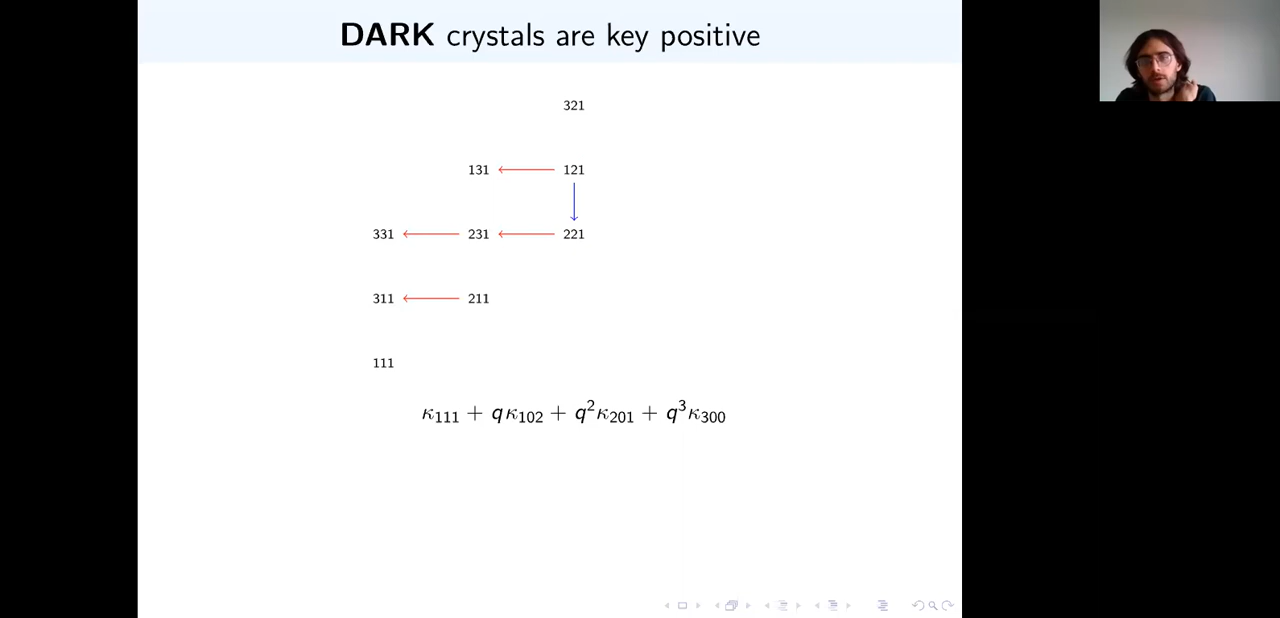 DARK crystals are key positive
321
131 121
331 231 221
311 211
111
κ₁₁₁ + qκ₁₀₂ + q²κ₂₀₁ + q³κ₃₀₀